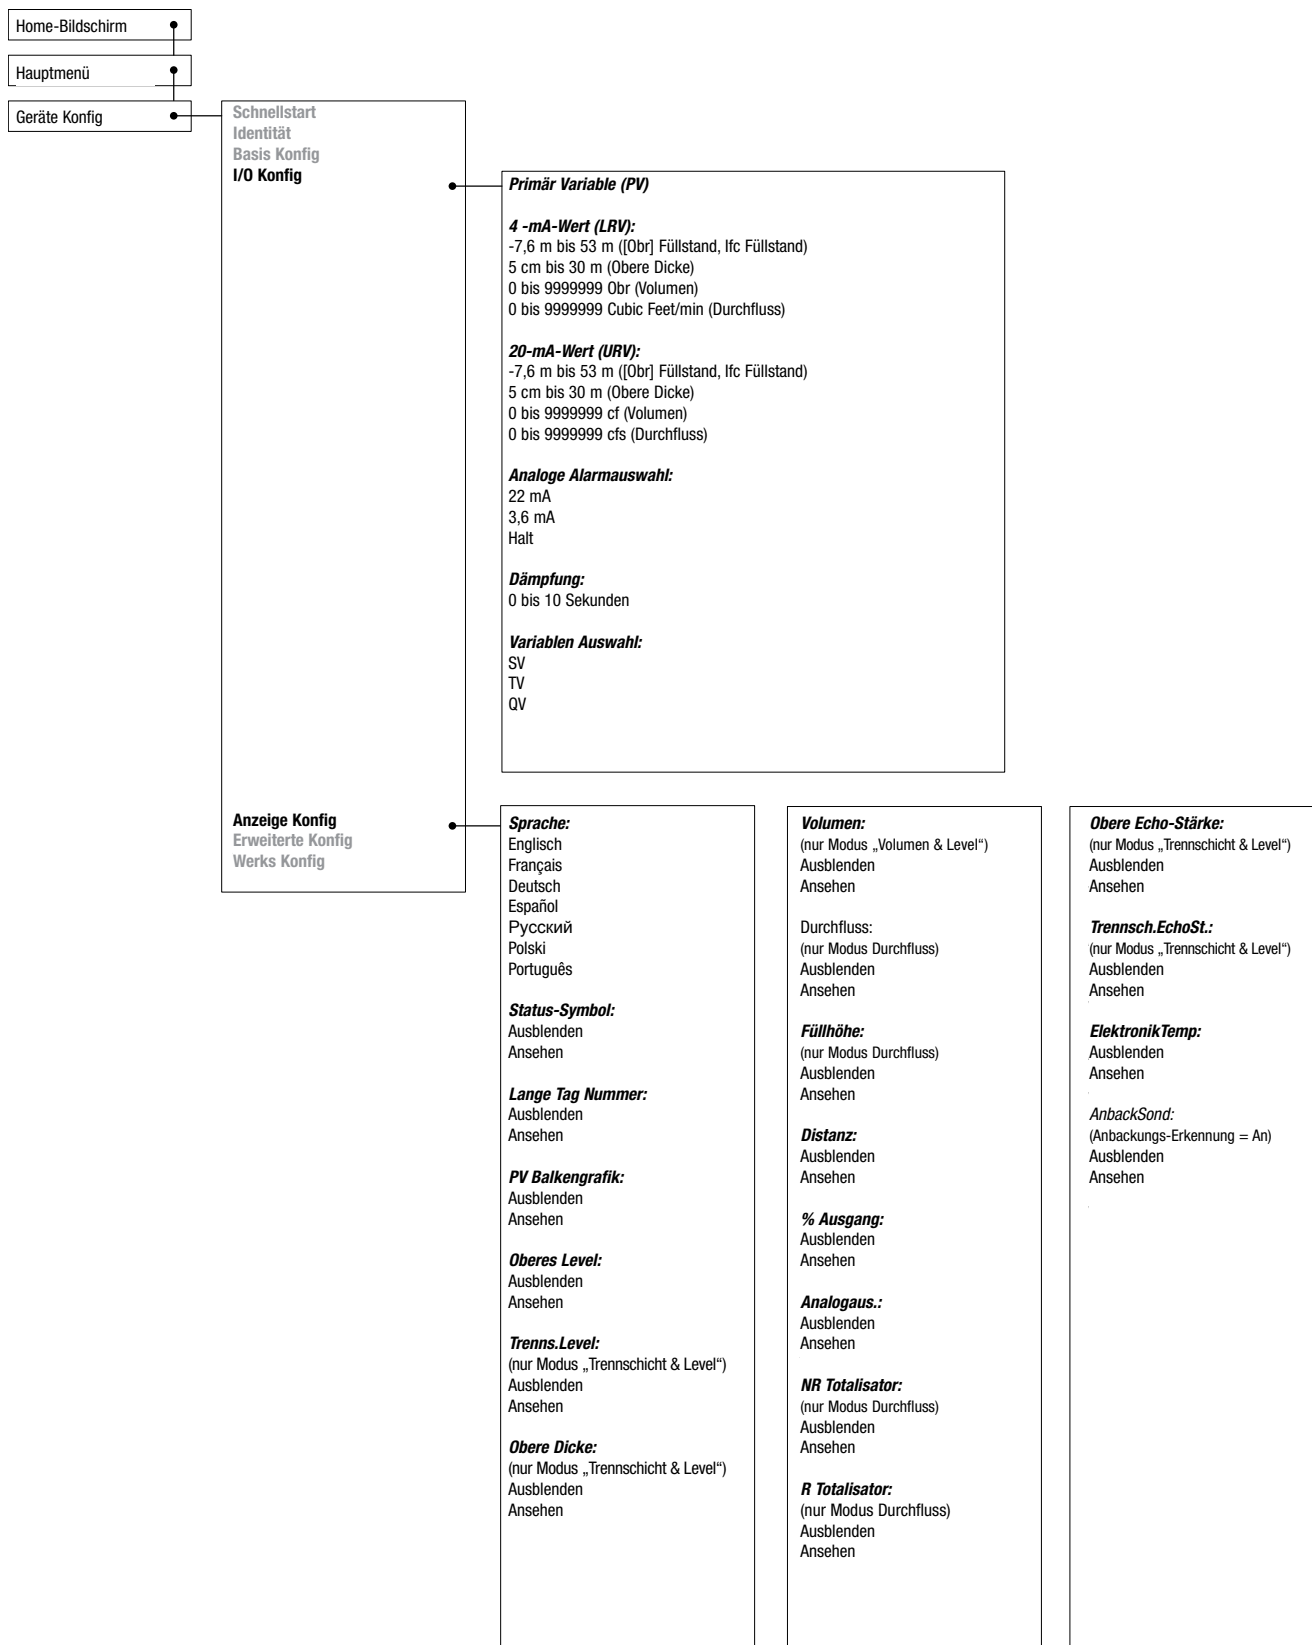 Home-Bildschirm
Hauptmenü
Geräte Konfig
Schnellstart
Identität
Basis Konfig
I/O Konfig
Primär Variable (PV)
4 -mA-Wert (LRV):
-7,6 m bis 53 m ([Obr] Füllstand, Ifc Füllstand)
5 cm bis 30 m (Obere Dicke)
0 bis 9999999 Obr (Volumen)
0 bis 9999999 Cubic Feet/min (Durchfluss)
20-mA-Wert (URV):
-7,6 m bis 53 m ([Obr] Füllstand, Ifc Füllstand)
5 cm bis 30 m (Obere Dicke)
0 bis 9999999 cf (Volumen)
0 bis 9999999 cfs (Durchfluss)
Analoge Alarmauswahl:
22 mA
3,6 mA
Halt
Dämpfung:
0 bis 10 Sekunden
Variablen Auswahl:
SV
TV
QV
Anzeige Konfig
Erweiterte Konfig
Werks Konfig
Sprache:
Englisch
Français
Deutsch
Español
Русский
Polski
Português
Status-Symbol:
Ausblenden
Ansehen
Lange Tag Nummer:
Ausblenden
Ansehen
PV Balkengrafik:
Ausblenden
Ansehen
Oberes Level:
Ausblenden
Ansehen
Trenns.Level:
(nur Modus „Trennschicht & Level“)
Ausblenden
Ansehen
Obere Dicke:
(nur Modus „Trennschicht & Level“)
Ausblenden
Ansehen
Volumen:
(nur Modus „Volumen & Level“)
Ausblenden
Ansehen
Durchfluss:
(nur Modus Durchfluss)
Ausblenden
Ansehen
Füllhöhe:
(nur Modus Durchfluss)
Ausblenden
Ansehen
Distanz:
Ausblenden
Ansehen
% Ausgang:
Ausblenden
Ansehen
Analogaus.:
Ausblenden
Ansehen
NR Totalisator:
(nur Modus Durchfluss)
Ausblenden
Ansehen
R Totalisator:
(nur Modus Durchfluss)
Ausblenden
Ansehen
Obere Echo-Stärke:
(nur Modus „Trennschicht & Level“)
Ausblenden
Ansehen
Trennsch.EchoSt.:
(nur Modus „Trennschicht & Level“)
Ausblenden
Ansehen
ElektronikTemp:
Ausblenden
Ansehen
AnbackSond:
(Anbackungs-Erkennung = An)
Ausblenden
Ansehen